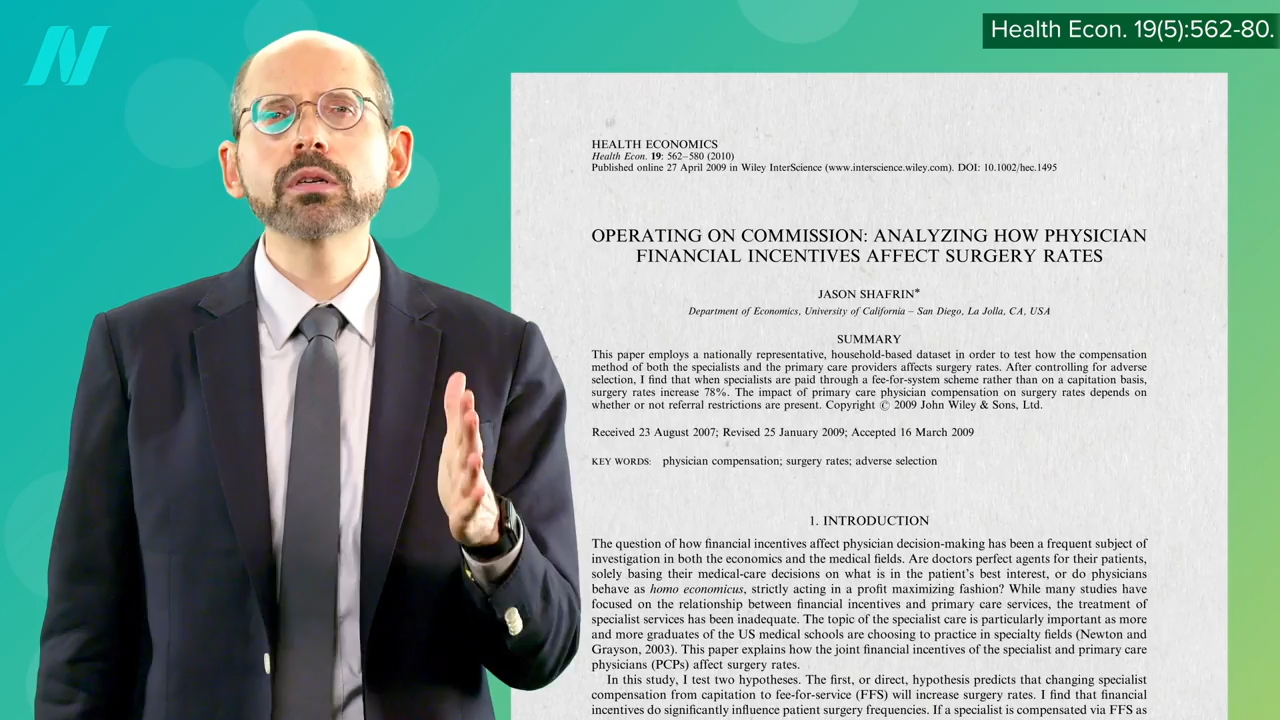 Health Econ. 19(5):562-80.
HEALTH ECONOMICS
Health Econ. 19: 562–580 (2010)
Published online 27 April 2009 in Wiley InterScience (www.interscience.wiley.com). DOI: 10.1002/hec.1495
OPERATING ON COMMISSION: ANALYZING HOW PHYSICIAN
FINANCIAL INCENTIVES AFFECT SURGERY RATES
JASON SHAFRIN*
Department of Economics, University of California – San Diego, La Jolla, CA, USA
SUMMARY
This paper employs a nationally representative, household-based dataset in order to test how the compensation
method of both the specialists and the primary care providers affects surgery rates. After controlling for adverse
selection, I find that when specialists are paid through a fee-for-system scheme rather than on a capitation basis,
surgery rates increase 78%. The impact of primary care physician compensation on surgery rates depends on
whether or not referral restrictions are present. Copyright © 2009 John Wiley & Sons, Ltd.
Received 23 August 2007; Revised 25 January 2009; Accepted 16 March 2009
KEY WORDS: physician compensation; surgery rates; adverse selection
1. INTRODUCTION
The question of how financial incentives affect physician decision-making has been a frequent subject of
investigation in both the economics and the medical fields. Are doctors perfect agents for their patients,
solely basing their medical-care decisions on what is in the patient's best interest, or do physicians
behave as homo economicus, strictly acting in a profit maximizing fashion? While many studies have
focused on the relationship between financial incentives and primary care services, the treatment of
specialist services has been inadequate. The topic of the specialist care is particularly important as more
and more graduates of the US medical schools are choosing to practice in specialty fields (Newton and
Grayson, 2003). This paper explains how the joint financial incentives of the specialist and primary care
physicians (PCPs) affect surgery rates.
In this study, I test two hypotheses. The first, or direct, hypothesis predicts that changing specialist
compensation from capitation to fee-for-service (FFS) will increase surgery rates. I find that financial
incentives do significantly influence patient surgery frequencies. If a specialist is compensated via FFS as